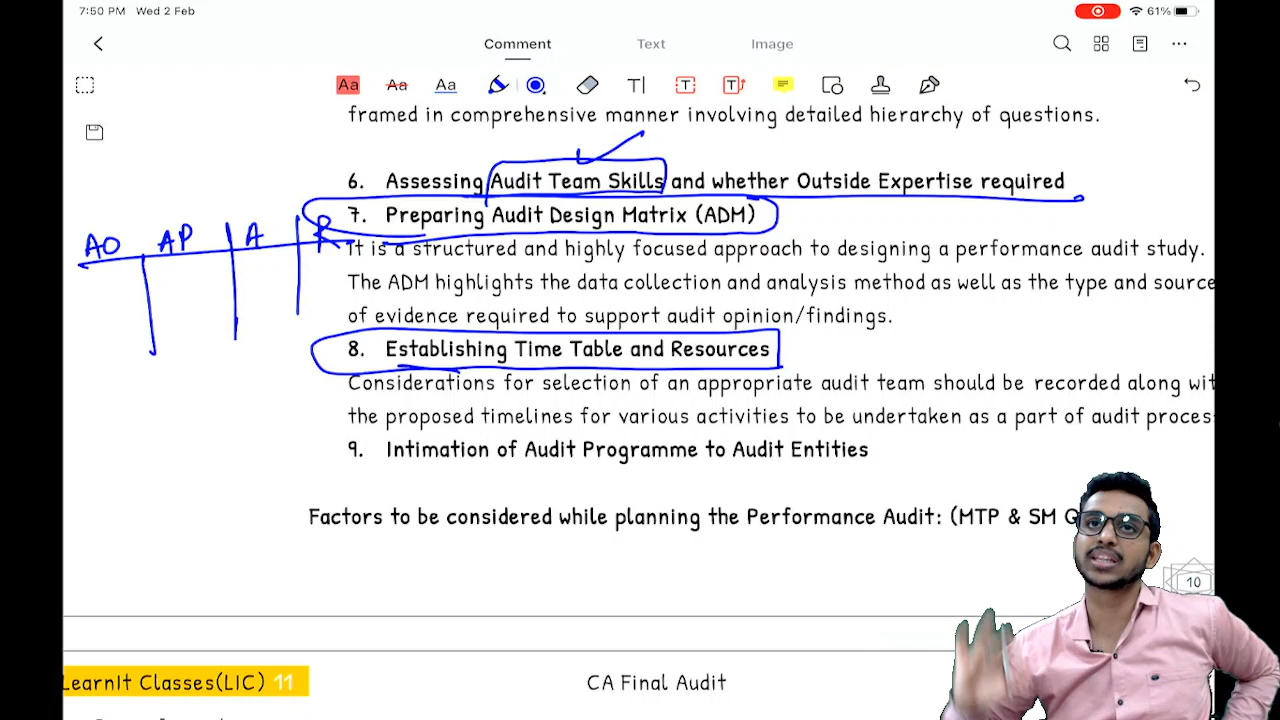 7:50 PM Wed 2 Feb
61%
Comment Text Image
Aa Aa Aa T T T
framed in comprehensive manner involving detailed hierarchy of questions.
6. Assessing Audit Team Skills and whether Outside Expertise required
7. Preparing Audit Design Matrix (ADM)
AO AP A R
It is a structured and highly focused approach to designing a performance audit study.
The ADM highlights the data collection and analysis method as well as the type and source
of evidence required to support audit opinion/findings.
8. Establishing Time Table and Resources
Considerations for selection of an appropriate audit team should be recorded along wit
the proposed timelines for various activities to be undertaken as a part of audit proces
9. Intimation of Audit Programme to Audit Entities
Factors to be considered while planning the Performance Audit: (MTP & SM Q
10
LearnIt Classes(LIC) 11
CA Final Audit